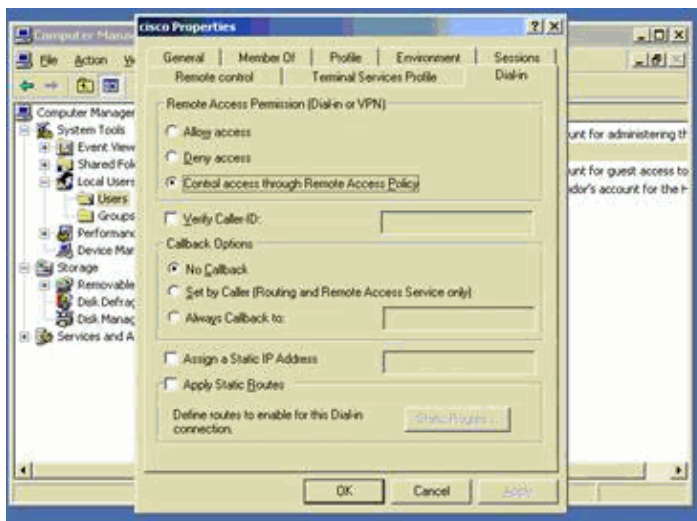 Computer Mana
cisco Properties
File Action Vi
Computer Manager
System Tools
Event View
Shared Fol
Local Users
Users
Groups
Performanc
Device Mar
Storage
Removable
Disk Defrag
Disk Manag
Services and A
General Member Of Profile Environment Sessions
Remote control Terminal Services Profile Dial-in
Remote Access Permission (Dial-in or VPN)
Allow access
Deny access
Control access through Remote Access Policy
Verify Caller-ID:
Callback Options
No Callback
Set by Caller (Routing and Remote Access Service only)
Always Callback to:
Assign a Static IP Address
Apply Static Routes
Define routes to enable for this Dial-in
connection.
Static Routes ...
OK Cancel Apply
unt for administering th
unt for guest access to
dor's account for the H